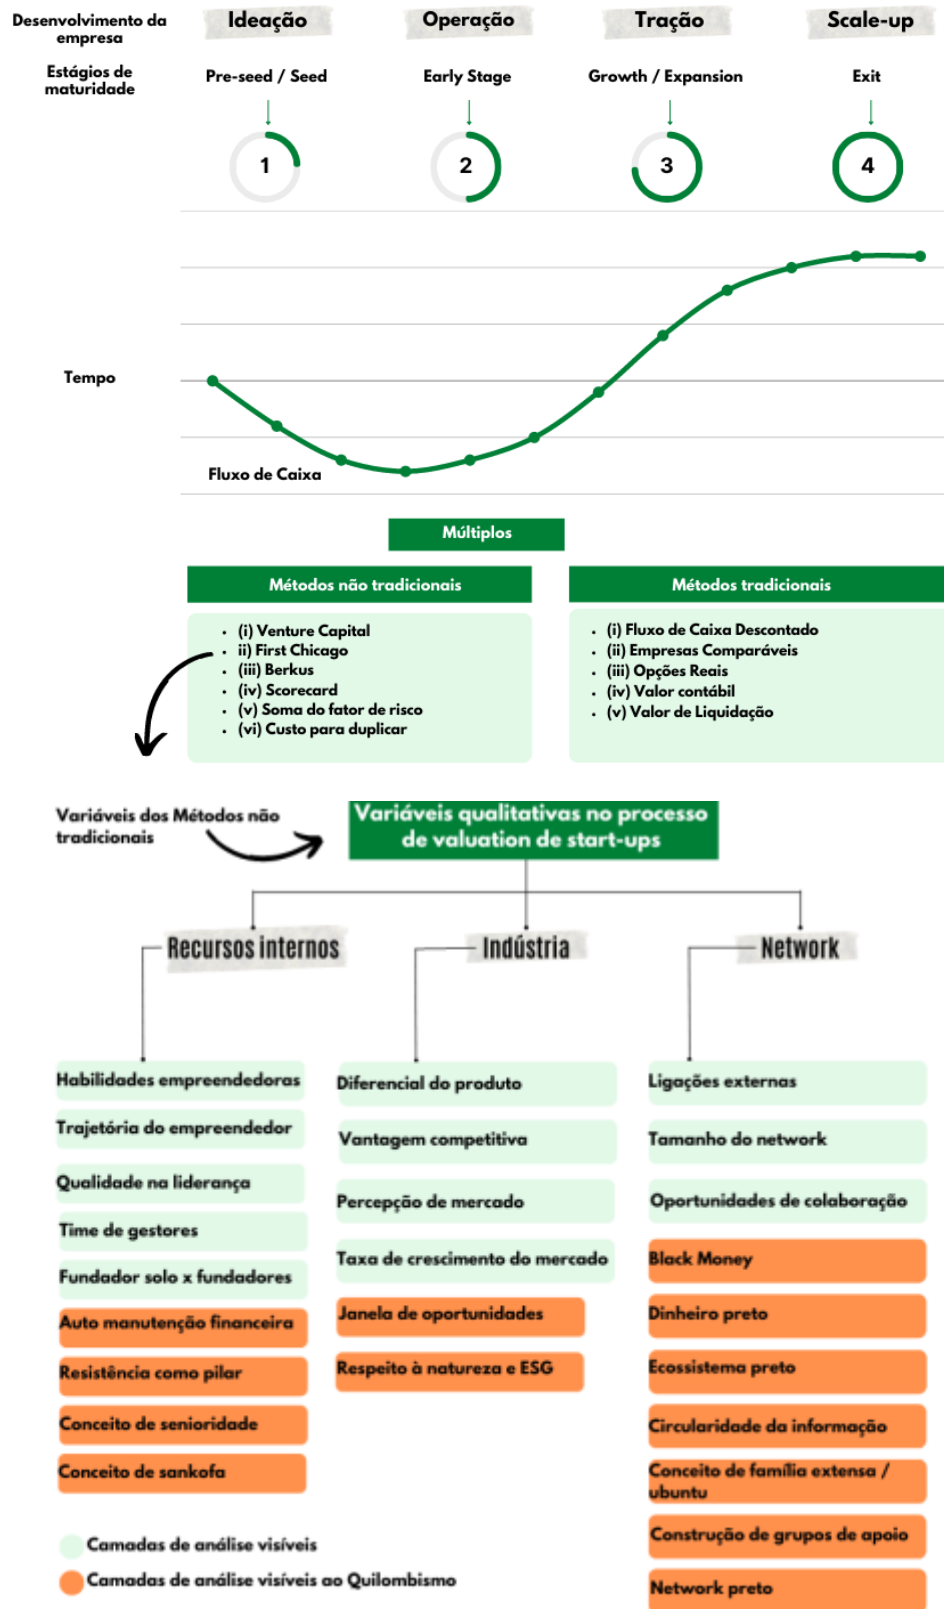 Desenvolvimento da
empresa
Ideação
Operação
Tração
Scale-up
Estágios de
maturidade
Pre-seed / Seed
Early Stage
Growth / Expansion
Exit
1
2
3
4
Tempo
Fluxo de Caixa
Múltiplos
Métodos não tradicionais
• (i) Venture Capital
• ii) First Chicago
• (iii) Berkus
• (iv) Scorecard
• (v) Soma do fator de risco
• (vi) Custo para duplicar
Métodos tradicionais
• (i) Fluxo de Caixa Descontado
• (ii) Empresas Comparáveis
• (iii) Opções Reais
• (iv) Valor contábil
• (v) Valor de Liquidação
Variáveis dos Métodos não
tradicionais
Variáveis qualitativas no processo
de valuation de start-ups
Recursos internos
Habilidades empreendedoras
Trajetória do empreendedor
Qualidade na liderança
Time de gestores
Fundador solo x fundadores
Auto manutenção financeira
Resistência como pilar
Conceito de senioridade
Conceito de sankofa
Indústria
Diferencial do produto
Vantagem competitiva
Percepção de mercado
Taxa de crescimento do mercado
Janela de oportunidades
Respeito à natureza e ESG
Network
Ligações externas
Tamanho do network
Oportunidades de colaboração
Black Money
Dinheiro preto
Ecossistema preto
Circularidade da informação
Conceito de família extensa /
ubuntu
Construção de grupos de apoio
Network preto
Camadas de análise visíveis
Camadas de análise visíveis ao Quilombismo